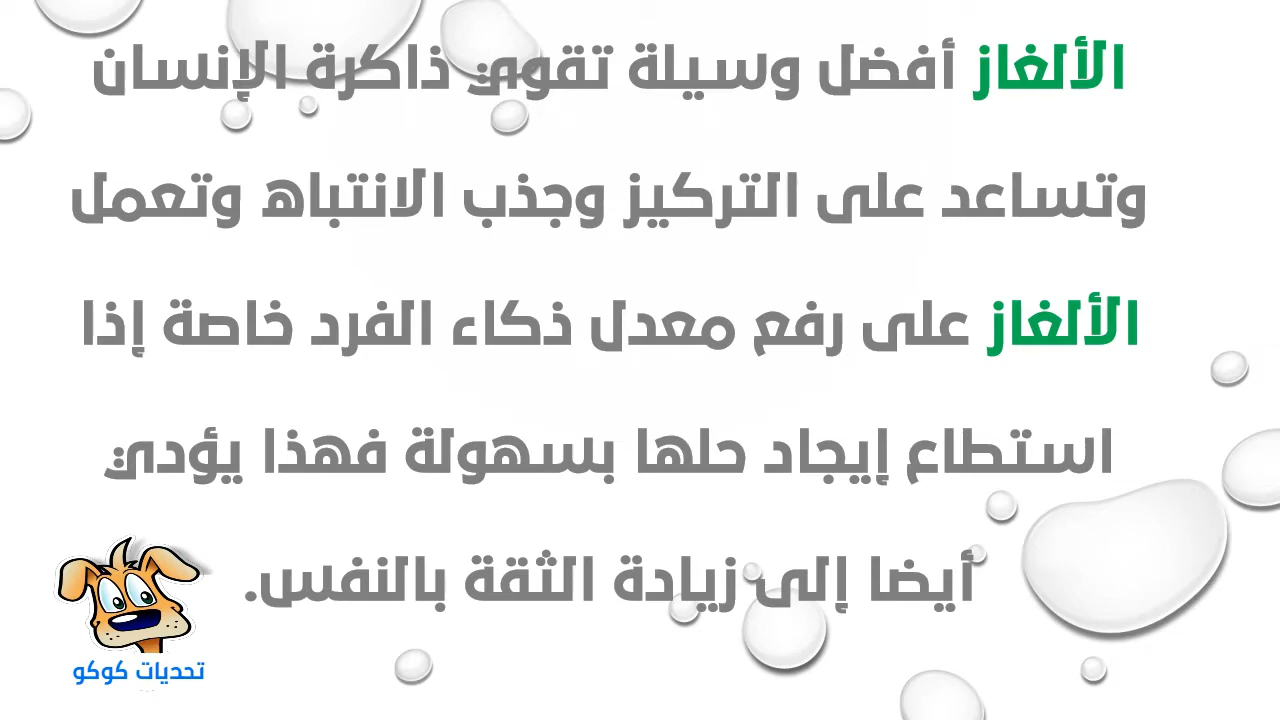 الألغاز أفضل وسيلة تقوي ذاكرة الإنسان
وتساعد على التركيز وجذب الانتباه وتعمل
الألغاز على رفع معدل ذكاء الفرد خاصة إذا
استطاع إيجاد حلها بسهولة فهذا يؤدي
أيضا إلى زيادة الثقة بالنفس.
تحديات كوكو